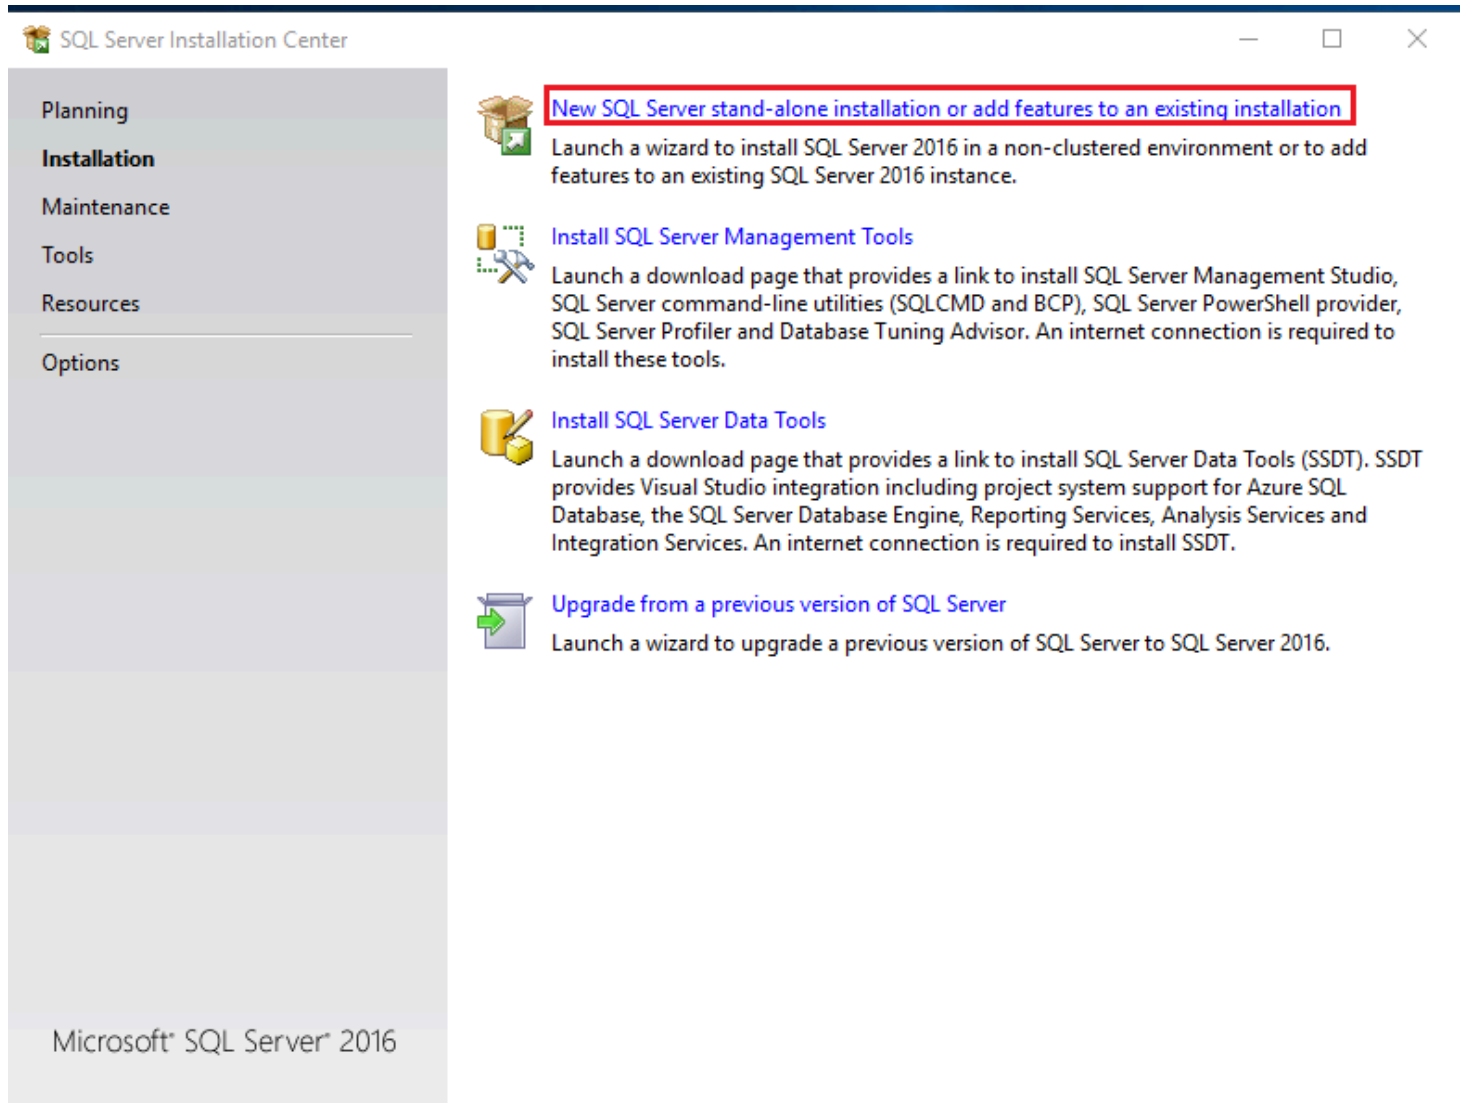 SQL Server Installation Center
Planning
Installation
Maintenance
Tools
Resources
Options
Microsoft® SQL Server® 2016
New SQL Server stand-alone installation or add features to an existing installation
Launch a wizard to install SQL Server 2016 in a non-clustered environment or to add
features to an existing SQL Server 2016 instance.
Install SQL Server Management Tools
Launch a download page that provides a link to install SQL Server Management Studio,
SQL Server command-line utilities (SQLCMD and BCP), SQL Server PowerShell provider,
SQL Server Profiler and Database Tuning Advisor. An internet connection is required to
install these tools.
Install SQL Server Data Tools
Launch a download page that provides a link to install SQL Server Data Tools (SSDT). SSDT
provides Visual Studio integration including project system support for Azure SQL
Database, the SQL Server Database Engine, Reporting Services, Analysis Services and
Integration Services. An internet connection is required to install SSDT.
Upgrade from a previous version of SQL Server
Launch a wizard to upgrade a previous version of SQL Server to SQL Server 2016.